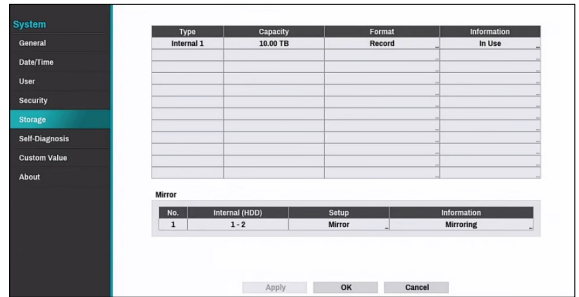 System
General
Date/Time
User
Security
Storage
Self-Diagnosis
Custom Value
About
Type Capacity Format Information
Internal 1 10.00 TB Record In Use
Mirror
No. Internal (HDD) Setup Information
1 1 - 2 Mirror Mirroring
Apply OK Cancel